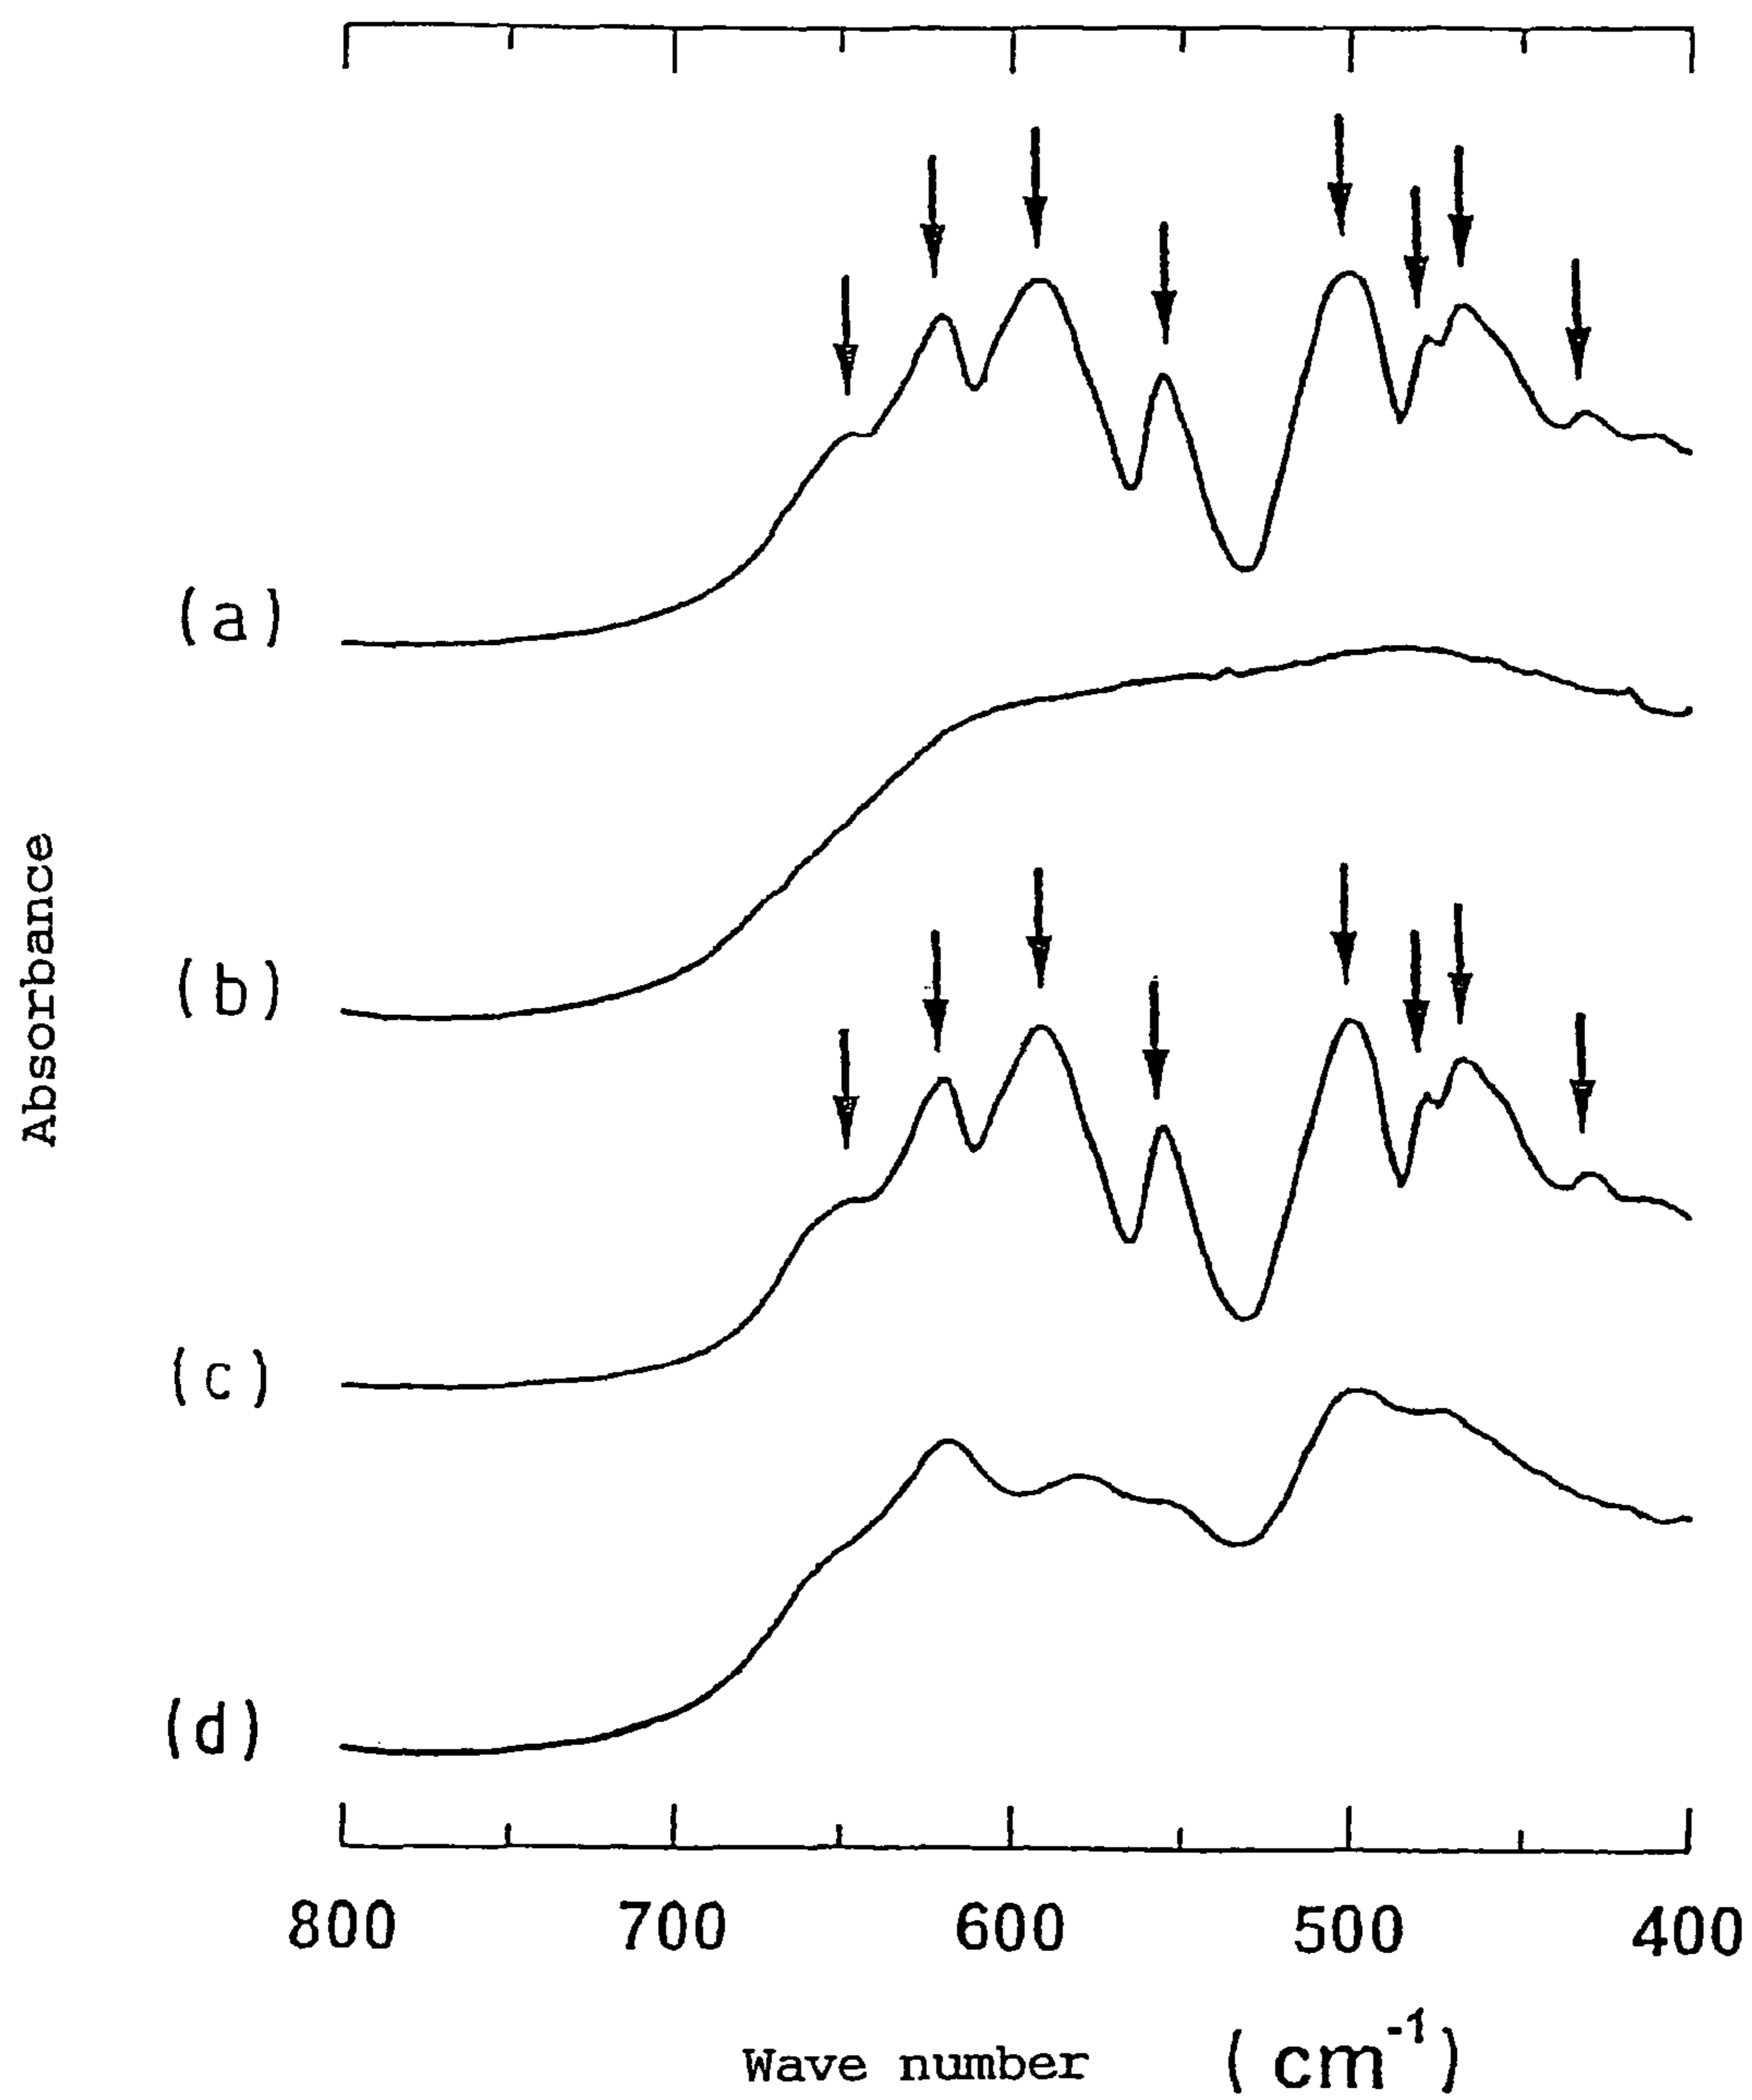 (a)
(b)
(c)
(d)
Absorbance
800 700 600 500 400
Wave number (cm⁻¹)